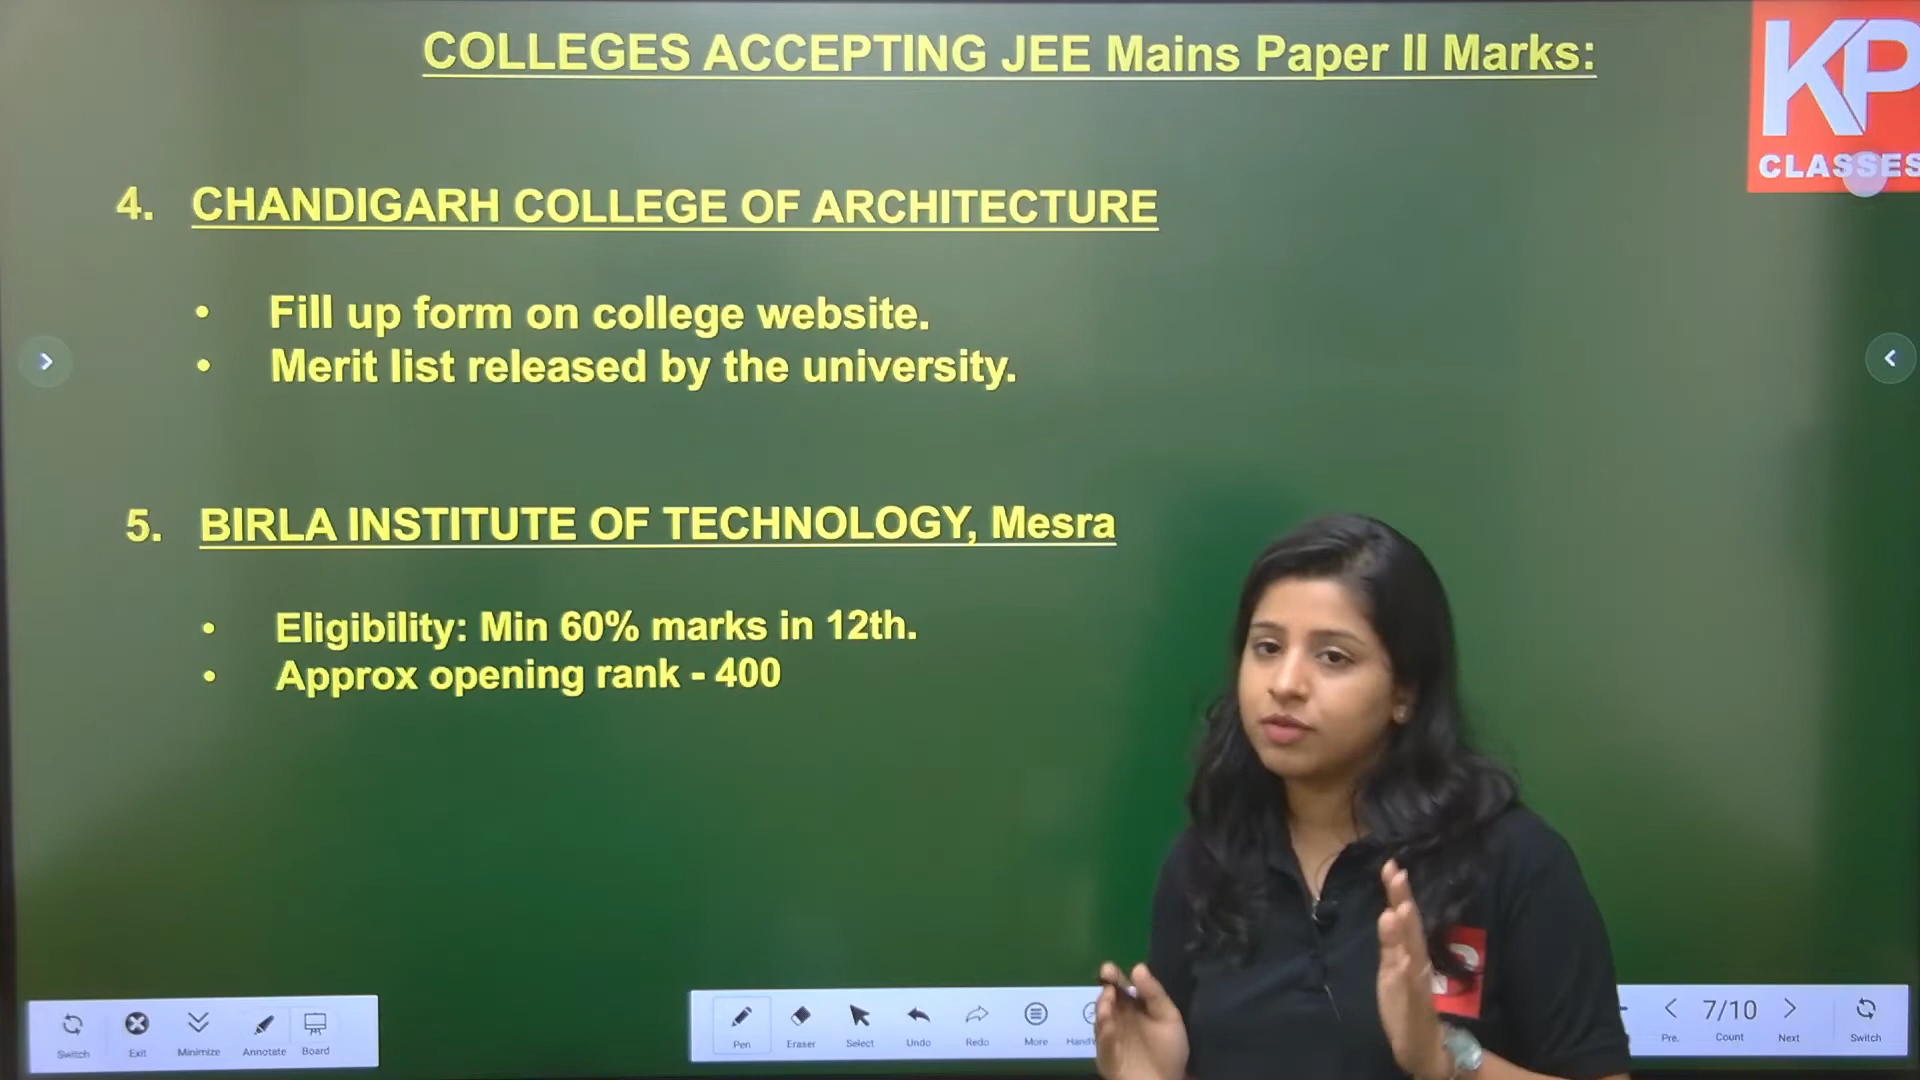 COLLEGES ACCEPTING JEE Mains Paper II Marks:
KP
CLASSES
4. CHANDIGARH COLLEGE OF ARCHITECTURE
• Fill up form on college website.
• Merit list released by the university.
5. BIRLA INSTITUTE OF TECHNOLOGY, Mesra
• Eligibility: Min 60% marks in 12th.
• Approx opening rank - 400
Switch Exit Minimize Annotate Board
Pen Eraser Select Undo Redo More
7/10
Pre. Count Next Switch